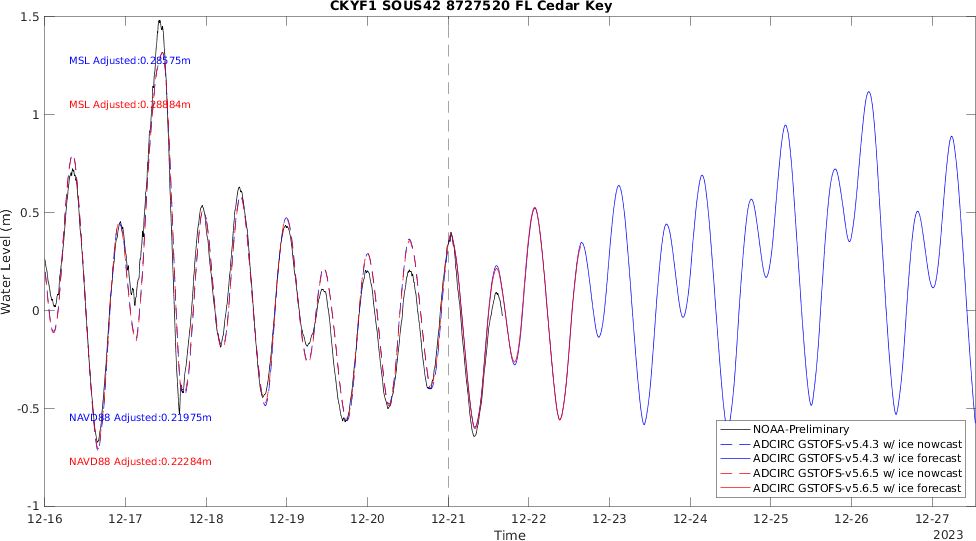 CKYF1 SOUS42 8727520 FL Cedar Key
1.5
1
0.5
0
-0.5
-1
Water Level (m)
MSL Adjusted:0.28575m
MSL Adjusted:0.28884m
NAVD88 Adjusted:0.21975m
NAVD88 Adjusted:0.22284m
NOAA-Preliminary
ADCIRC GSTOFS-v5.4.3 w/ ice nowcast
ADCIRC GSTOFS-v5.4.3 w/ ice forecast
ADCIRC GSTOFS-v5.6.5 w/ ice nowcast
ADCIRC GSTOFS-v5.6.5 w/ ice forecast
12-16 12-17 12-18 12-19 12-20 12-21 12-22 12-23 12-24 12-25 12-26 12-27
Time
2023